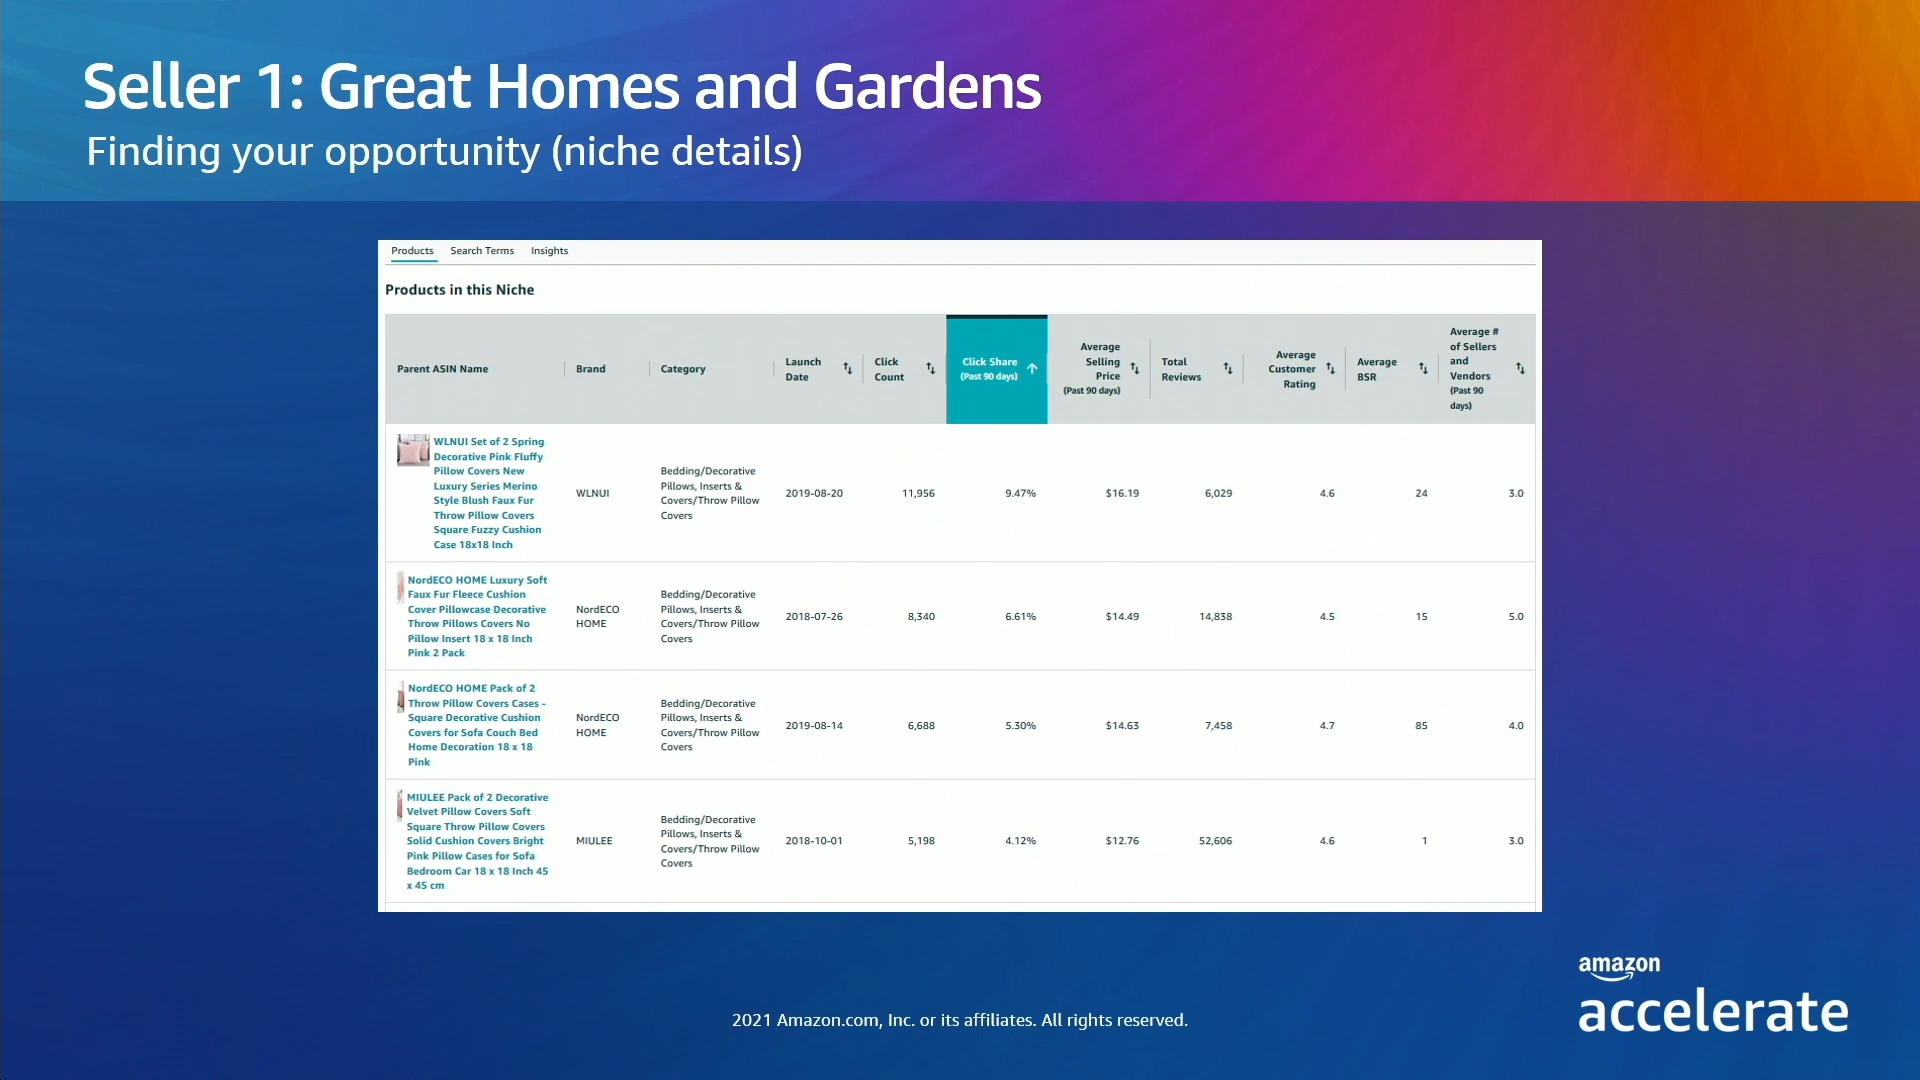 Seller 1: Great Homes and Gardens
Finding your opportunity (niche details)
Products Search Terms Insights
Products in this Niche
Parent ASIN Name
Brand
Category
Launch
Date
Click
Count
Click Share
(Past 90 days)
Average
Selling
Price
(Past 90 days)
Total
Reviews
Average
Customer
Rating
Average
BSR
Average #
of Sellers
and
Vendors
(Past 90
days)
WLNUI Set of 2 Spring
Decorative Pink Fluffy
Pillow Covers New
Luxury Series Merino
Style Blush Faux Fur
Throw Pillow Covers
Square Fuzzy Cushion
Case 18x18 Inch
WLNUI
Bedding/Decorative
Pillows, Inserts &
Covers/Throw Pillow
Covers
2019-08-20 11,956 9.47% $16.19 6,029 4.6 24 3.0
NordECO HOME Luxury Soft
Faux Fur Fleece Cushion
Cover Pillowcase Decorative
Throw Pillows Covers No
Pillow Insert 18 x 18 Inch
Pink 2 Pack
NordECO
HOME
Bedding/Decorative
Pillows, Inserts &
Covers/Throw Pillow
Covers
2018-07-26 8,340 6.61% $14.49 14,838 4.5 15 5.0
NordECO HOME Pack of 2
Throw Pillow Covers Cases -
Square Decorative Cushion
Covers for Sofa Couch Bed
Home Decoration 18 x 18
Pink
NordECO
HOME
Bedding/Decorative
Pillows, Inserts &
Covers/Throw Pillow
Covers
2019-08-14 6,688 5.30% $14.63 7,458 4.7 85 4.0
MIULEE Pack of 2 Decorative
Velvet Pillow Covers Soft
Square Throw Pillow Covers
Solid Cushion Covers Bright
Pink Pillow Cases for Sofa
Bedroom Car 18 x 18 Inch 45
x 45 cm
MIULEE
Bedding/Decorative
Pillows, Inserts &
Covers/Throw Pillow
Covers
2018-10-01 5,198 4.12% $12.76 52,606 4.6 1 3.0
amazon
accelerate
2021 Amazon.com, Inc. or its affiliates. All rights reserved.